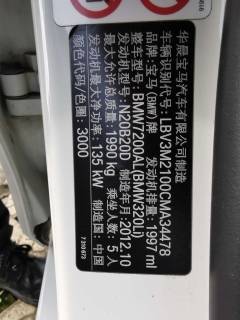 华晨宝马汽车有限公司制造
车辆识别代号: LBV3M2100CMA34478
品牌: 宝马(BMW)牌 发动机排量: 1997 ml
整车型号: BMW7200AL(BMW320Li)
发动机型号: N20B20D 制造年月: 2012.10
最大允许总质量: 1990 kg 乘坐人数: 5 人
发动机最大净功率: 135 kW 制造国: 中国
颜色代码/色圈: 3000
7310672